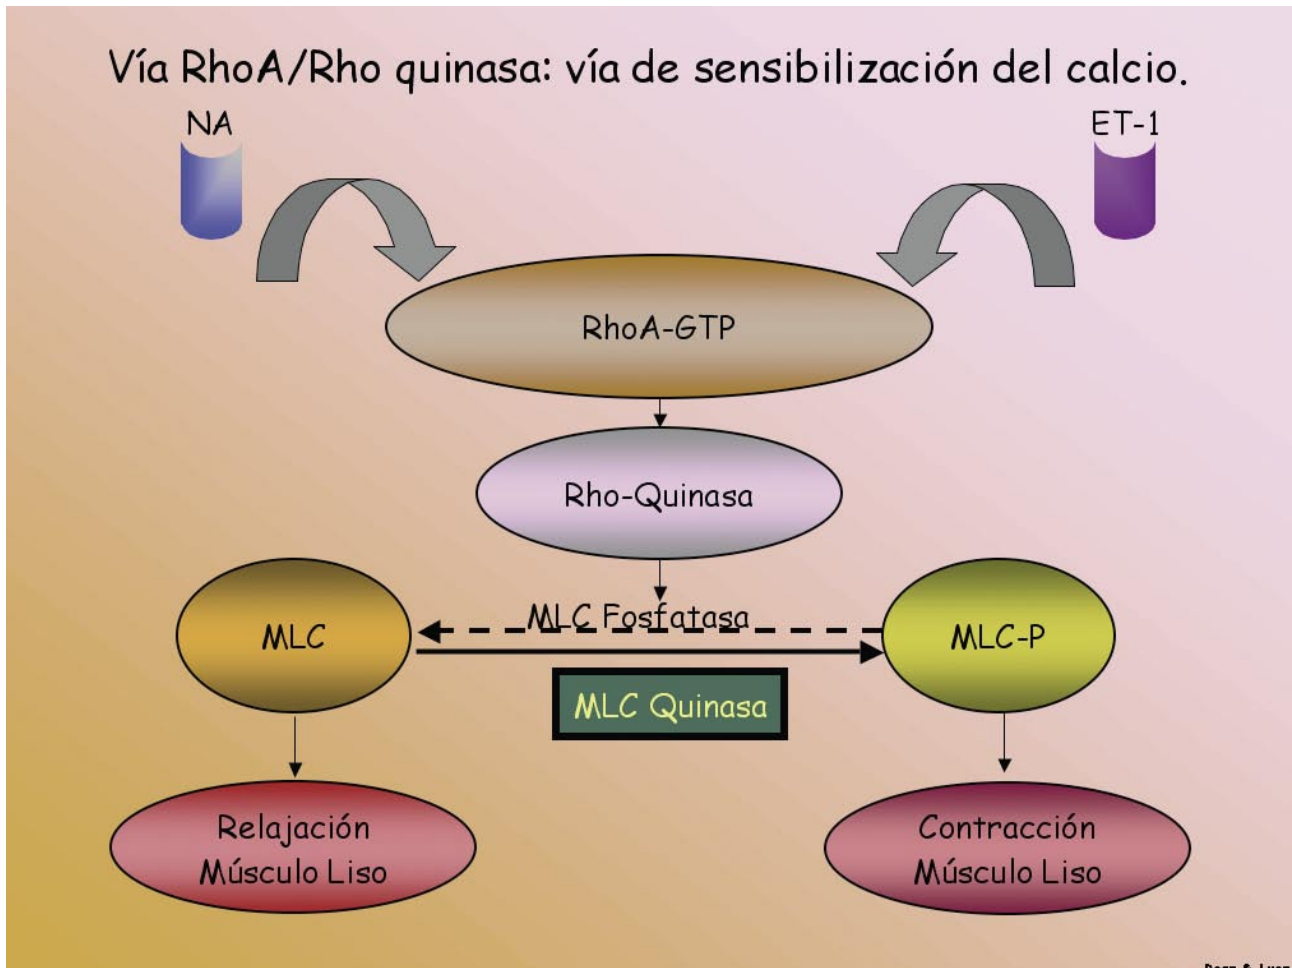 Vía RhoA/Rho quinasa: vía de sensibilización del calcio.
NA
ET-1
RhoA-GTP
Rho-Quinasa
MLC Fosfatasa
MLC
MLC-P
MLC Quinasa
Relajación
Músculo Liso
Contracción
Músculo Liso